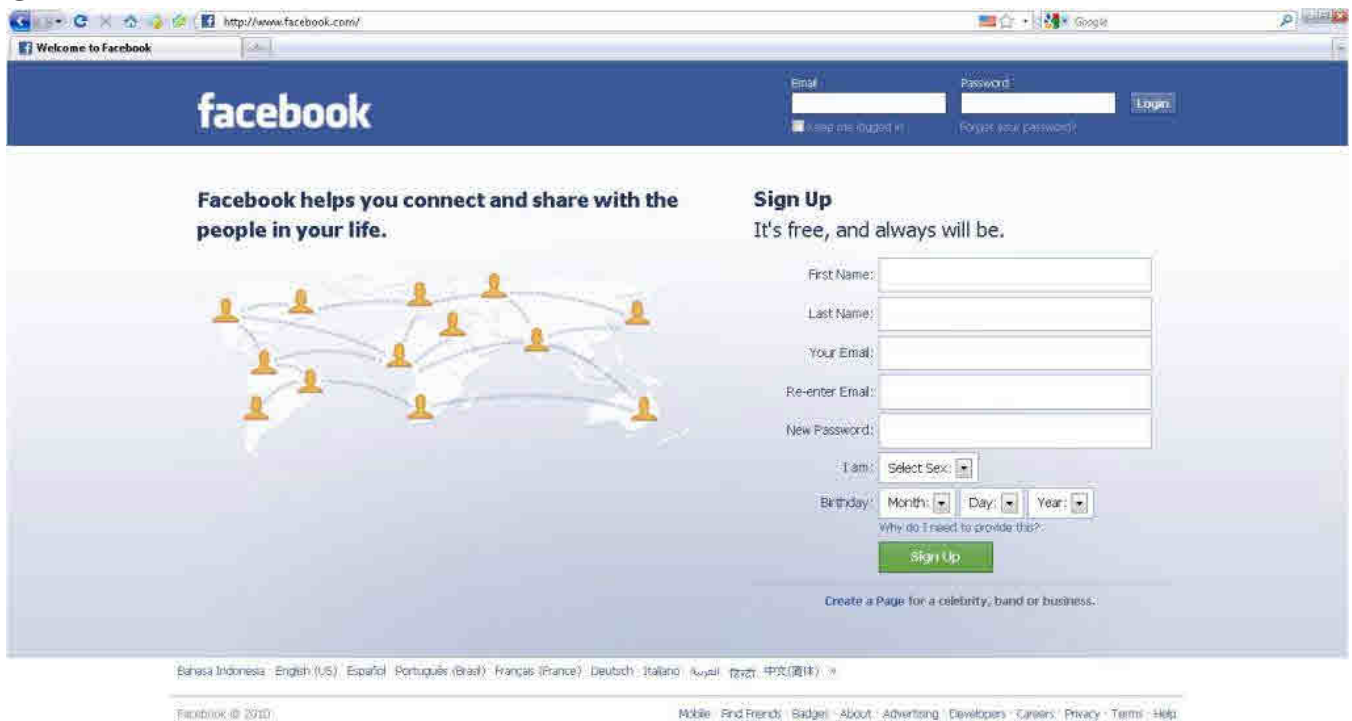 http://www.facebook.com/
Google
Welcome to Facebook
facebook
Email
Password
Login
Keep me logged in
Forgot your password?
Facebook helps you connect and share with the
people in your life.
Sign Up
It's free, and always will be.
First Name:
Last Name:
Your Email:
Re-enter Email:
New Password:
I am: Select Sex:
Birthday: Month: Day: Year:
Why do I need to provide this?
Sign Up
Create a Page for a celebrity, band or business.
Bahasa Indonesia English (US) Español Português (Brasil) Français (France) Deutsch Italiano العربية हिन्दी 中文(简体) »
Facebook © 2010
Mobile · Find Friends · Badges · About · Advertising · Developers · Careers · Privacy · Terms · Help